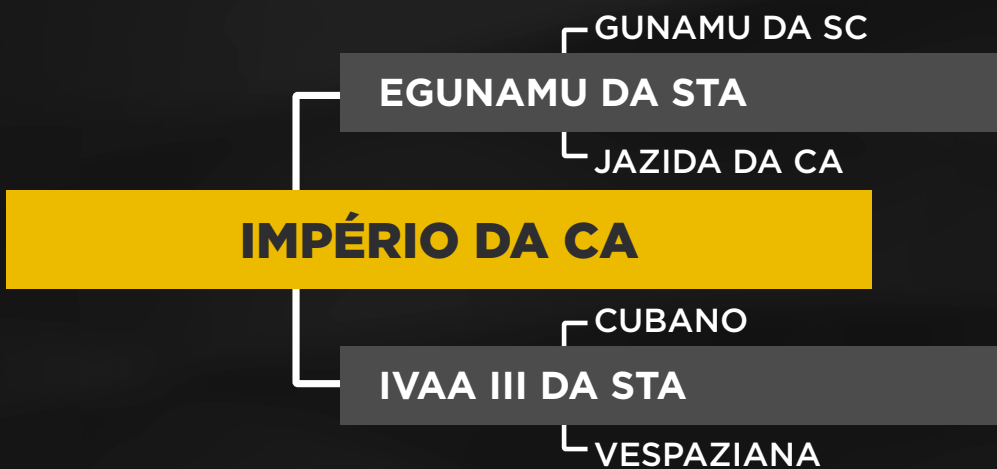 GUNAMU DA SC
EGUNAMU DA STA
JAZIDA DA CA
IMPÉRIO DA CA
CUBANO
IVAA III DA STA
VESPAZIANA